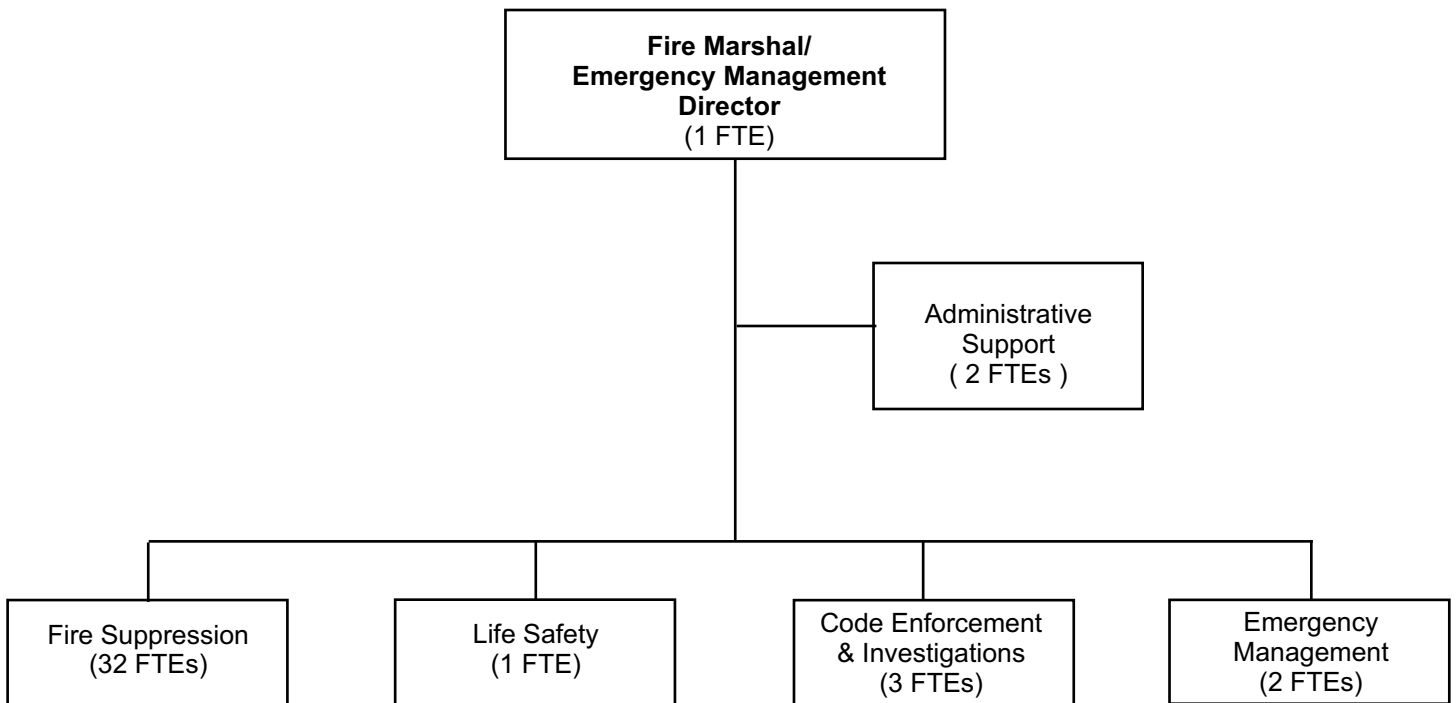 Fire Marshal/
Emergency Management
Director
(1 FTE)
Administrative
Support
( 2 FTEs )
Fire Suppression
(32 FTEs)
Life Safety
(1 FTE)
Code Enforcement
& Investigations
(3 FTEs)
Emergency
Management
(2 FTEs)